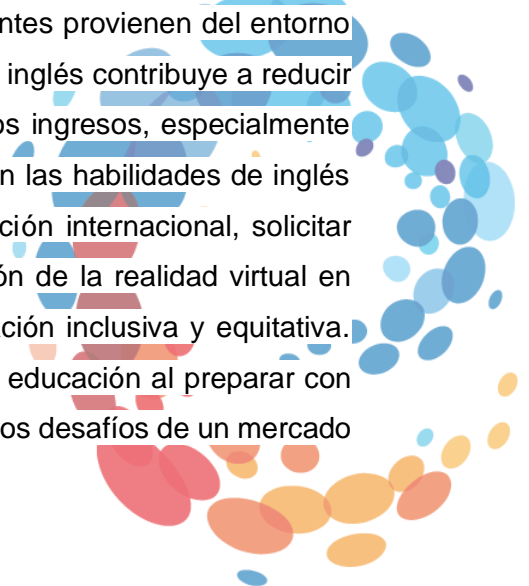 ntes provienen del entorno
inglés contribuye a reducir
os ingresos, especialmente
n las habilidades de inglés
ción internacional, solicitar
ón de la realidad virtual en
ación inclusiva y equitativa.
educación al preparar con
os desafíos de un mercado